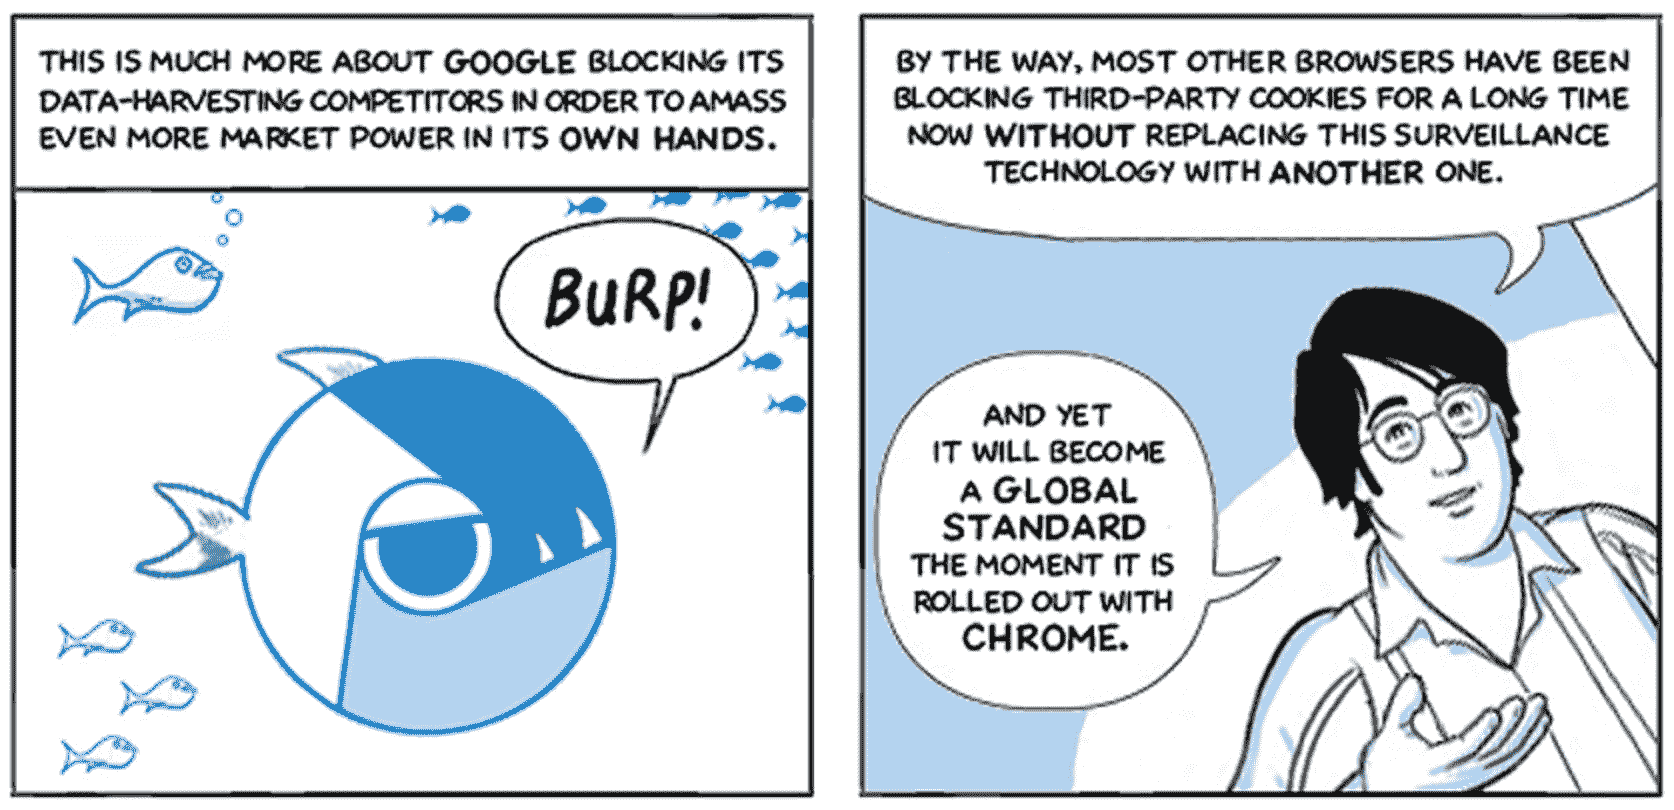 THIS IS MUCH MORE ABOUT GOOGLE BLOCKING ITS
DATA-HARVESTING COMPETITORS IN ORDER TO AMASS
EVEN MORE MARKET POWER IN ITS OWN HANDS.
BURP!
BY THE WAY, MOST OTHER BROWSERS HAVE BEEN
BLOCKING THIRD-PARTY COOKIES FOR A LONG TIME
NOW WITHOUT REPLACING THIS SURVEILLANCE
TECHNOLOGY WITH ANOTHER ONE.
AND YET
IT WILL BECOME
A GLOBAL
STANDARD
THE MOMENT IT IS
ROLLED OUT WITH
CHROME.